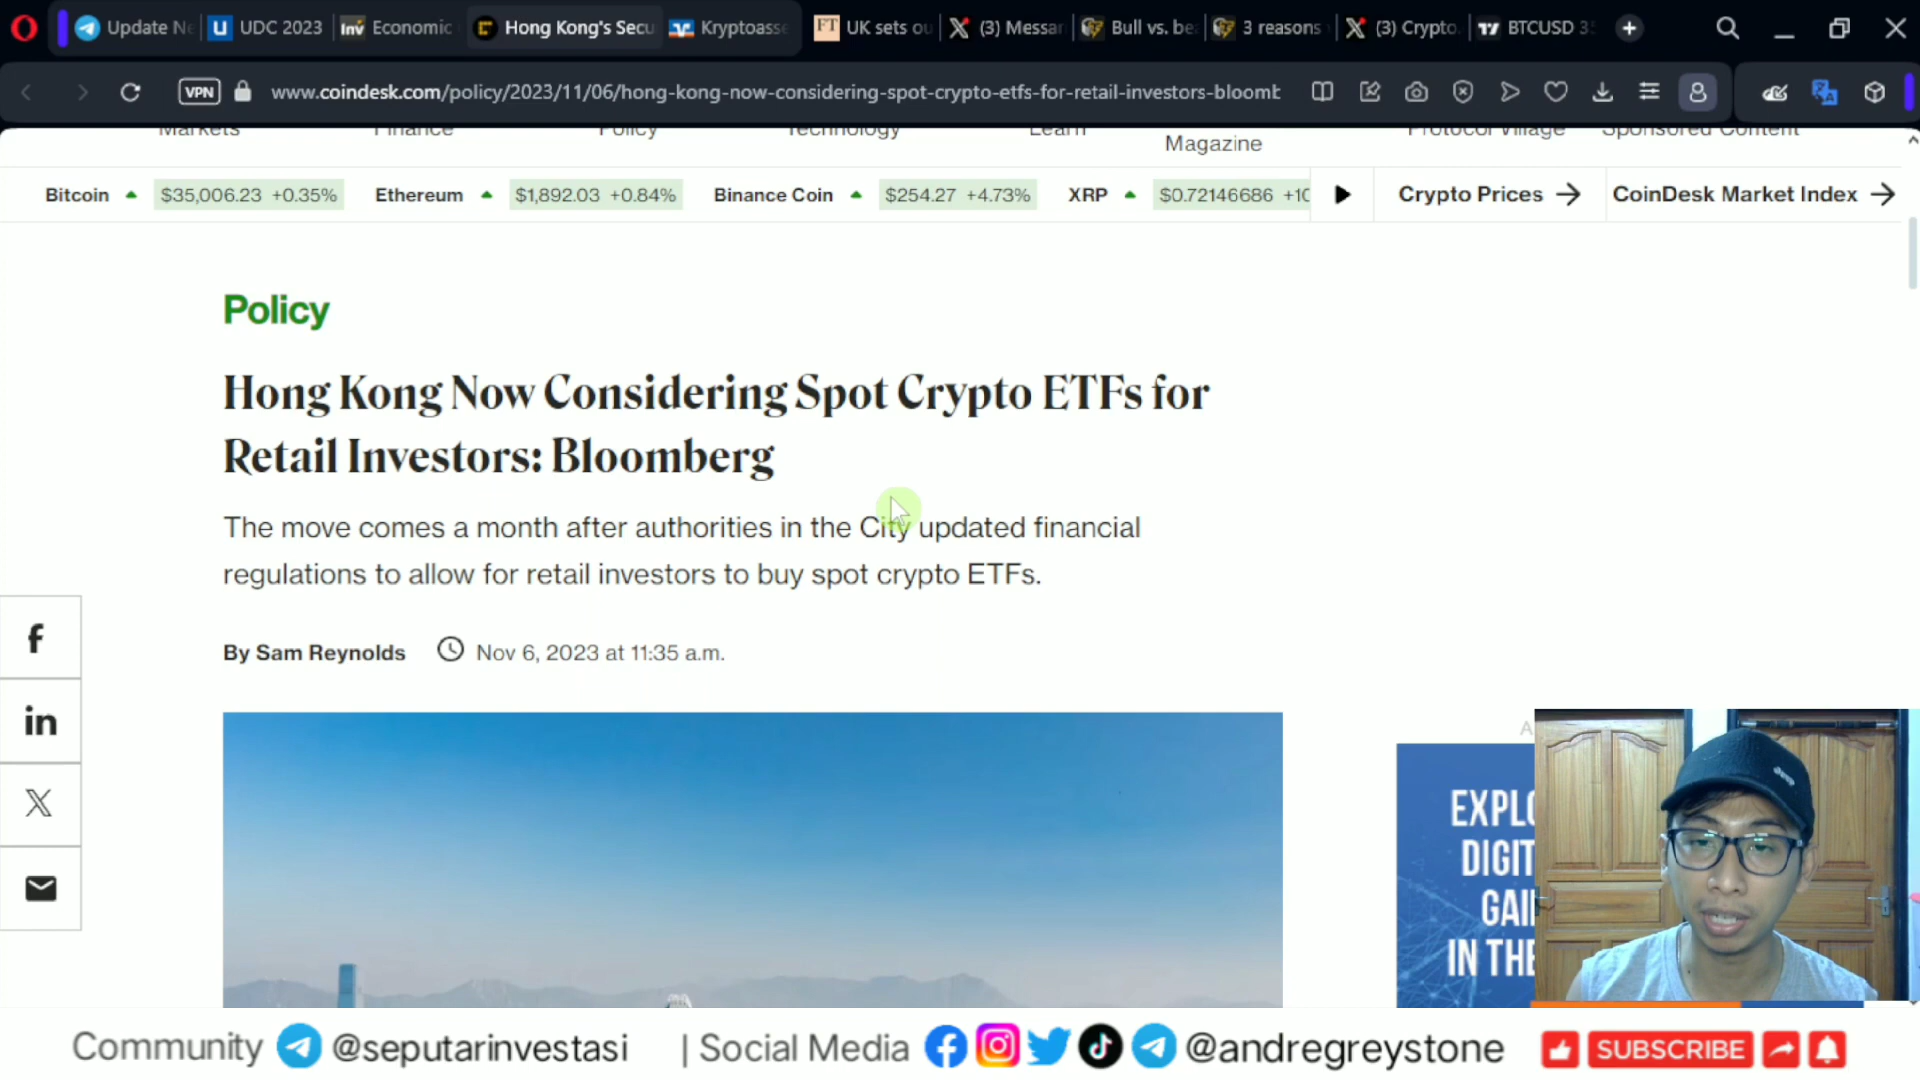 Update Ne
UDC 2023
Inv Economic
Hong Kong's Secu
Kryptoasse
FT UK sets ou
(3) Messar
Bull vs. be
3 reasons
(3) Crypto.
BTCUSD 35
VPN www.coindesk.com/policy/2023/11/06/hong-kong-now-considering-spot-crypto-etfs-for-retail-investors-bloomb
Markets Finance Policy Technology Learn Magazine Protocol Village Sponsored Content
Bitcoin $35,006.23 +0.35% Ethereum $1,892.03 +0.84% Binance Coin $254.27 +4.73% XRP $0.72146686 +10 Crypto Prices → CoinDesk Market Index →
Policy
Hong Kong Now Considering Spot Crypto ETFs for
Retail Investors: Bloomberg
The move comes a month after authorities in the City updated financial
regulations to allow for retail investors to buy spot crypto ETFs.
By Sam Reynolds Nov 6, 2023 at 11:35 a.m.
EXPLO
DIGIT
GAI
IN THE
Community @seputarinvestasi | Social Media @andregreystone SUBSCRIBE